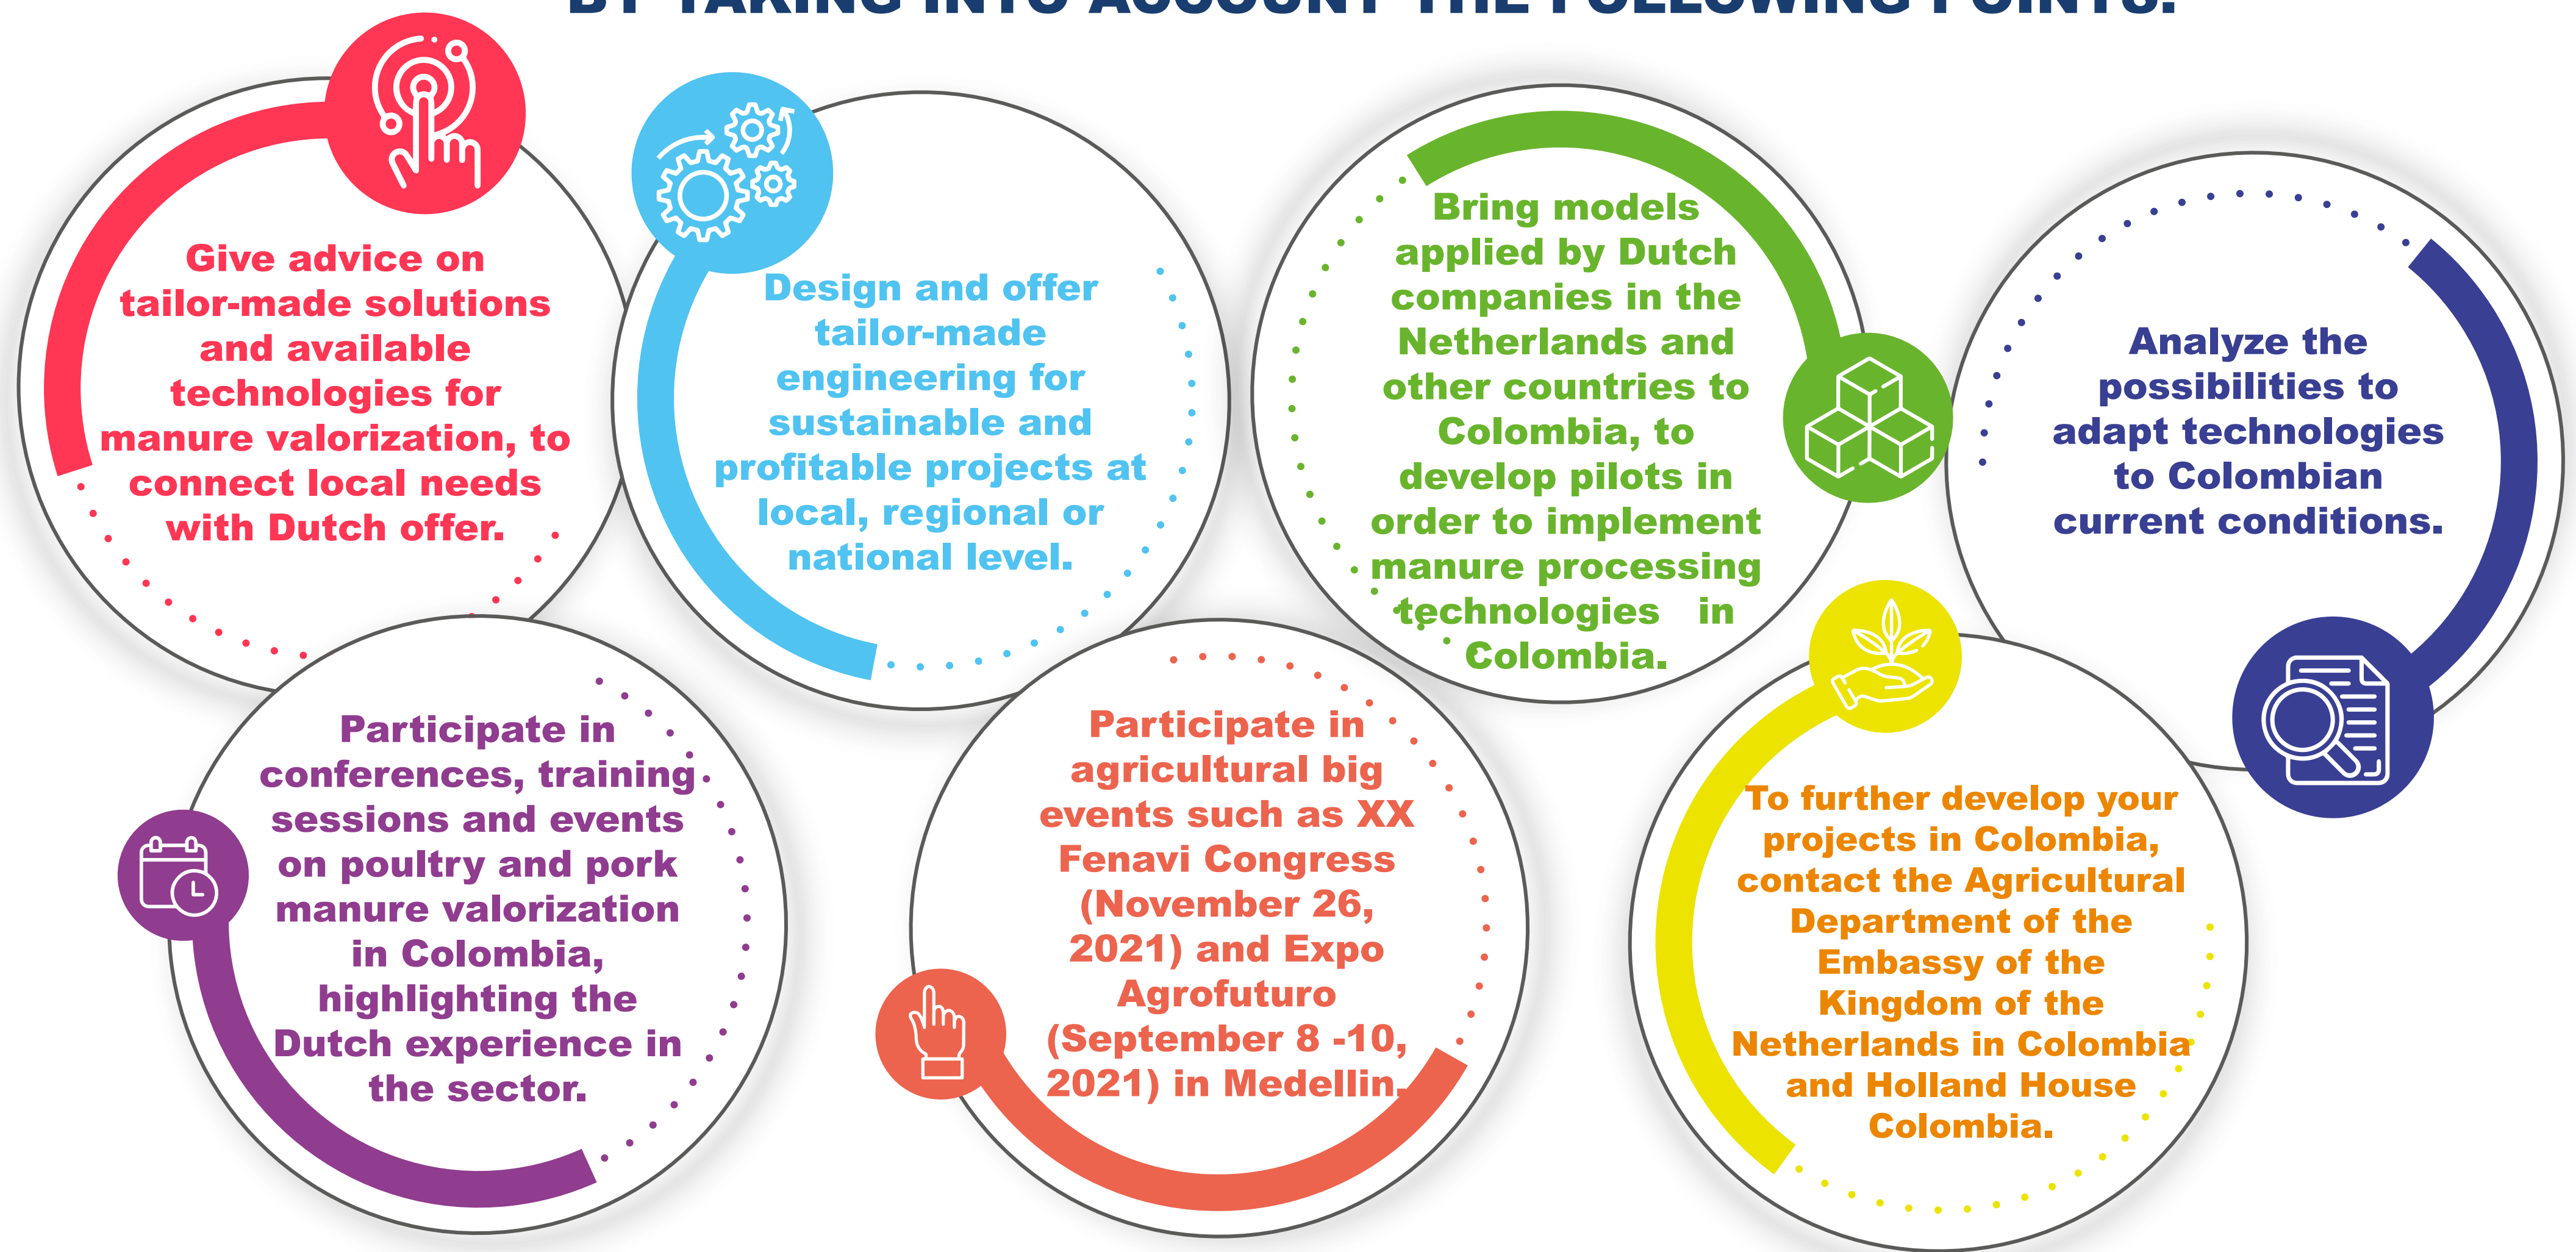 BY TAKING INTO ACCOUNT THE FOLLOWING POINTS:
Give advice on
tailor-made solutions
and available
technologies for
manure valorization, to
connect local needs
with Dutch offer.
Design and offer
tailor-made
engineering for
sustainable and
profitable projects at
local, regional or
national level.
Bring models
applied by Dutch
companies in the
Netherlands and
other countries to
Colombia, to
develop pilots in
order to implement
manure processing
technologies in
Colombia.
Analyze the
possibilities to
adapt technologies
to Colombian
current conditions.
Participate in
conferences, training
sessions and events
on poultry and pork
manure valorization
in Colombia,
highlighting the
Dutch experience in
the sector.
Participate in
agricultural big
events such as XX
Fenavi Congress
(November 26,
2021) and Expo
Agrofuturo
(September 8 -10,
2021) in Medellin.
To further develop your
projects in Colombia,
contact the Agricultural
Department of the
Embassy of the
Kingdom of the
Netherlands in Colombia
and Holland House
Colombia.